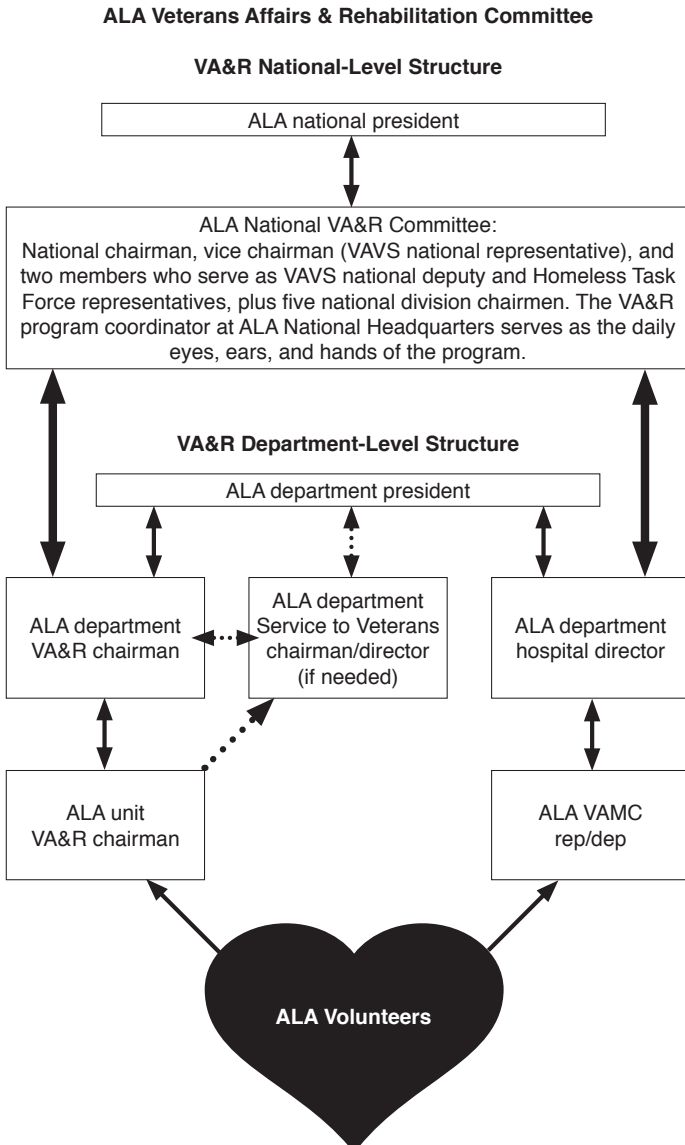 ALA Veterans Affairs & Rehabilitation Committee
VA&R National-Level Structure
ALA national president
ALA National VA&R Committee:
National chairman, vice chairman (VAVS national representative), and
two members who serve as VAVS national deputy and Homeless Task
Force representatives, plus five national division chairmen. The VA&R
program coordinator at ALA National Headquarters serves as the daily
eyes, ears, and hands of the program.
VA&R Department-Level Structure
ALA department president
ALA department
VA&R chairman
ALA department
Service to Veterans
chairman/director
(if needed)
ALA department
hospital director
ALA unit
VA&R chairman
ALA VAMC
rep/dep
ALA Volunteers